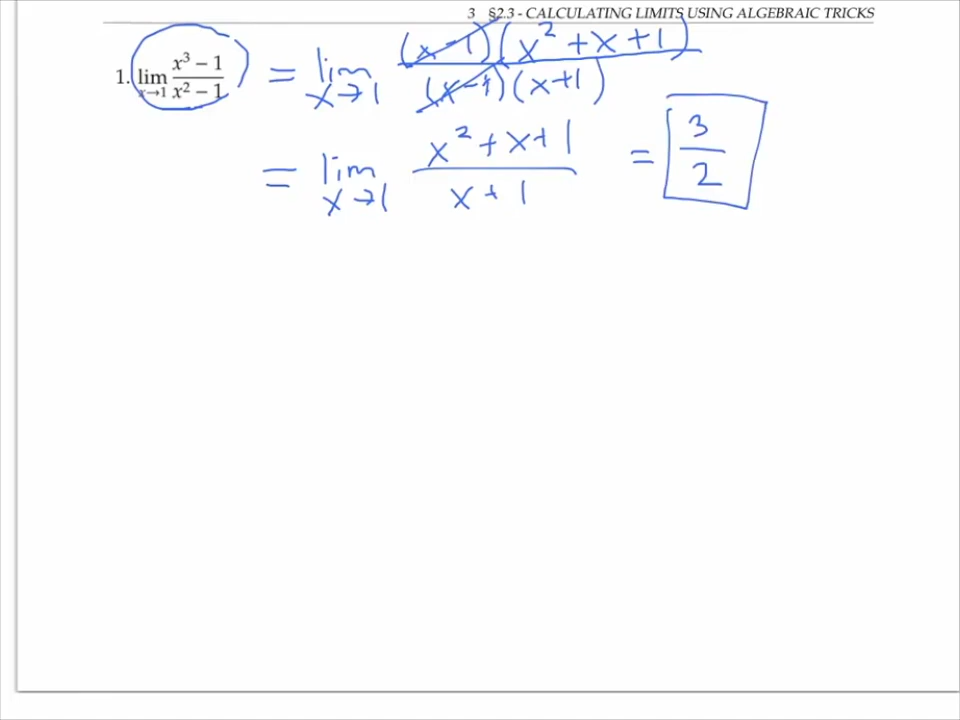 3 §2.3 - CALCULATING LIMITS USING ALGEBRAIC TRICKS
1. lim x→1 (x³ − 1)/(x² − 1) = lim x→1 (x-1)(x²+x+1)/(x-1)(x+1)
= lim x→1 (x²+x+1)/(x+1) = 3/2